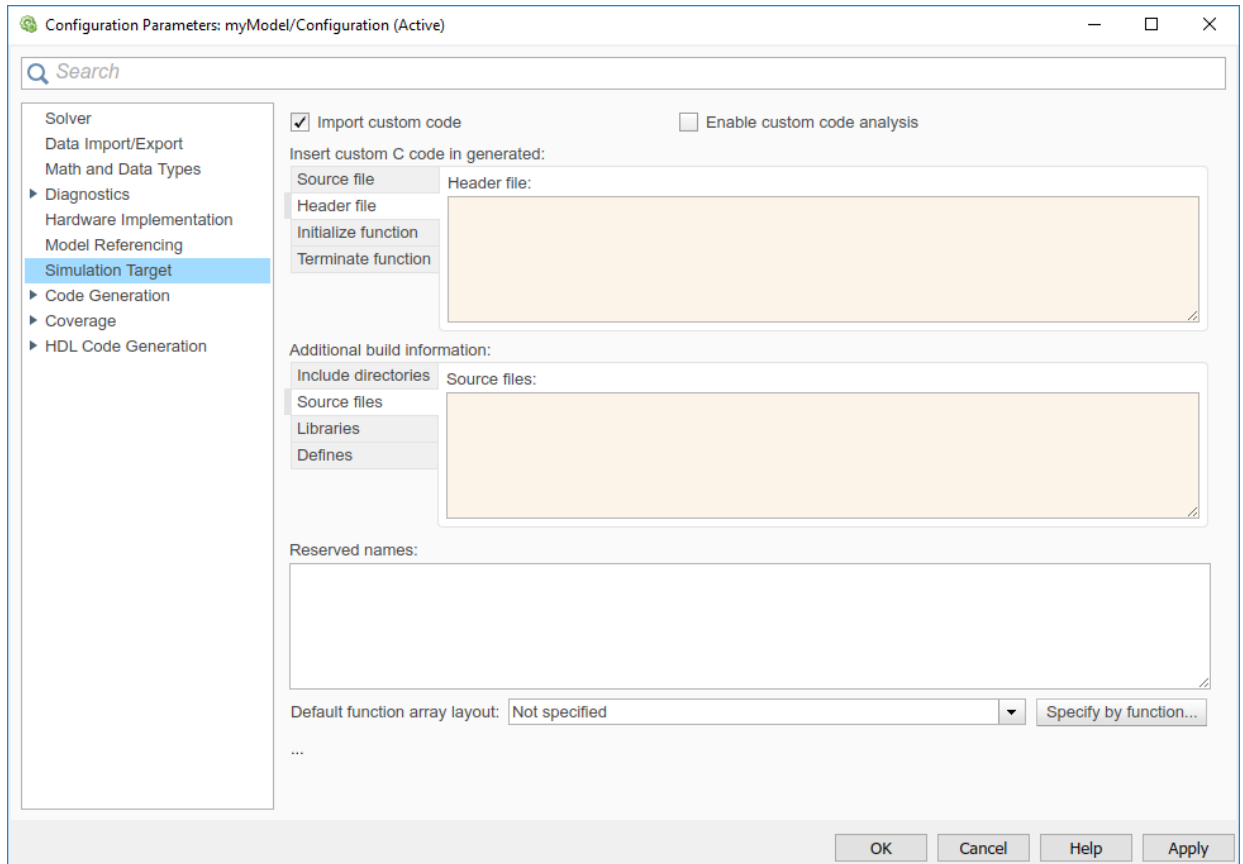 Configuration Parameters: myModel/Configuration (Active)
Search
Solver
Data Import/Export
Math and Data Types
Diagnostics
Hardware Implementation
Model Referencing
Simulation Target
Code Generation
Coverage
HDL Code Generation
Import custom code
Enable custom code analysis
Insert custom C code in generated:
Source file
Header file
Initialize function
Terminate function
Header file:
Additional build information:
Include directories
Source files
Libraries
Defines
Source files:
Reserved names:
Default function array layout: Not specified
Specify by function...
...
OK
Cancel
Help
Apply